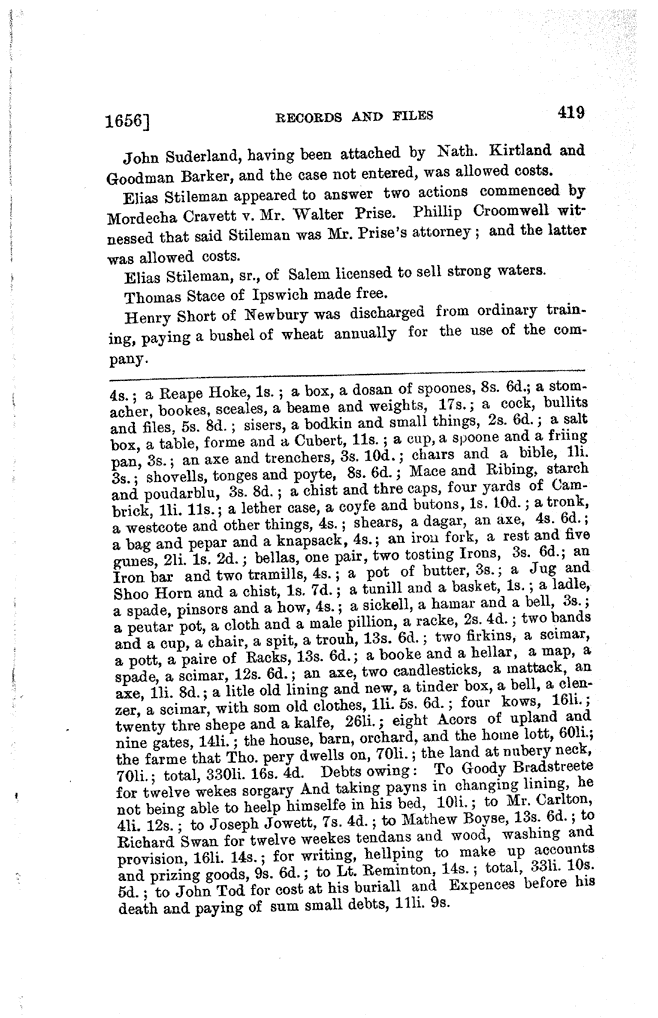 1656] RECORDS AND FILES 419
John Suderland, having been attached by Nath. Kirtland and
Goodman Barker, and the case not entered, was allowed costs.
Elias Stileman appeared to answer two actions commenced by
Mordecha Cravett v. Mr. Walter Prise. Phillip Croomwell wit-
nessed that said Stileman was Mr. Prise's attorney; and the latter
was allowed costs.
Elias Stileman, sr., of Salem licensed to sell strong waters.
Thomas Stace of Ipswich made free.
Henry Short of Newbury was discharged from ordinary train-
ing, paying a bushel of wheat annually for the use of the com-
pany.
4s.; a Reape Hoke, 1s.; a box, a dosan of spoones, 8s. 6d.; a stom-
acher, bookes, sceales, a beame and weights, 17s.; a cock, bullits
and files, 5s. 8d.; sisers, a bodkin and small things, 2s. 6d.; a salt
box, a table, forme and a Cubert, 11s.; a cup, a spoone and a friing
pan, 3s.; an axe and trenchers, 3s. 10d.; chairs and a bible, 1li.
3s.; shovells, tonges and poyte, 8s. 6d.; Mace and Ribing, starch
and poudarblu, 3s. 8d.; a chist and thre caps, four yards of Cam-
brick, 1li. 11s.; a lether case, a coyfe and butons, 1s. 10d.; a tronk,
a westcote and other things, 4s.; shears, a dagar, an axe, 4s. 6d.;
a bag and pepar and a knapsack, 4s.; an iron fork, a rest and five
gunes, 2li. 1s. 2d.; bellas, one pair, two tosting Irons, 3s. 6d.; an
Iron bar and two tramills, 4s.; a pot of butter, 3s.; a Jug and
Shoo Horn and a chist, 1s. 7d.; a tunill and a basket, 1s.; a ladle,
a spade, pinsors and a how, 4s.; a sickell, a hamar and a bell, 3s.;
a peutar pot, a cloth and a male pillion, a racke, 2s. 4d.; two bands
and a cup, a chair, a spit, a trouh, 13s. 6d.; two firkins, a scimar,
a pott, a paire of Racks, 13s. 6d.; a booke and a hellar, a map, a
spade, a scimar, 12s. 6d.; an axe, two candlesticks, a mattack, an
axe, 1li. 8d.; a litle old lining and new, a tinder box, a bell, a clen-
zer, a scimar, with som old clothes, 1li. 5s. 6d.; four kows, 16li.;
twenty thre shepe and a kalfe, 26li.; eight Acors of upland and
nine gates, 14li.; the house, barn, orchard, and the home lott, 60li.;
the farme that Tho. pery dwells on, 70li.; the land at nubery neck,
70li.; total, 330li. 16s. 4d. Debts owing: To Goody Bradstreete
for twelve wekes sorgary And taking payns in changing lining, he
not being able to heelp himselfe in his bed, 10li.; to Mr. Carlton,
4li. 12s.; to Joseph Jowett, 7s. 4d.; to Mathew Boyse, 13s. 6d.; to
Richard Swan for twelve weekes tendans and wood, washing and
provision, 16li. 14s.; for writing, hellping to make up accounts
and prizing goods, 9s. 6d.; to Lt. Reminton, 14s.; total, 33li. 10s.
5d.; to John Tod for cost at his buriall and Expences before his
death and paying of sum small debts, 11li. 9s.